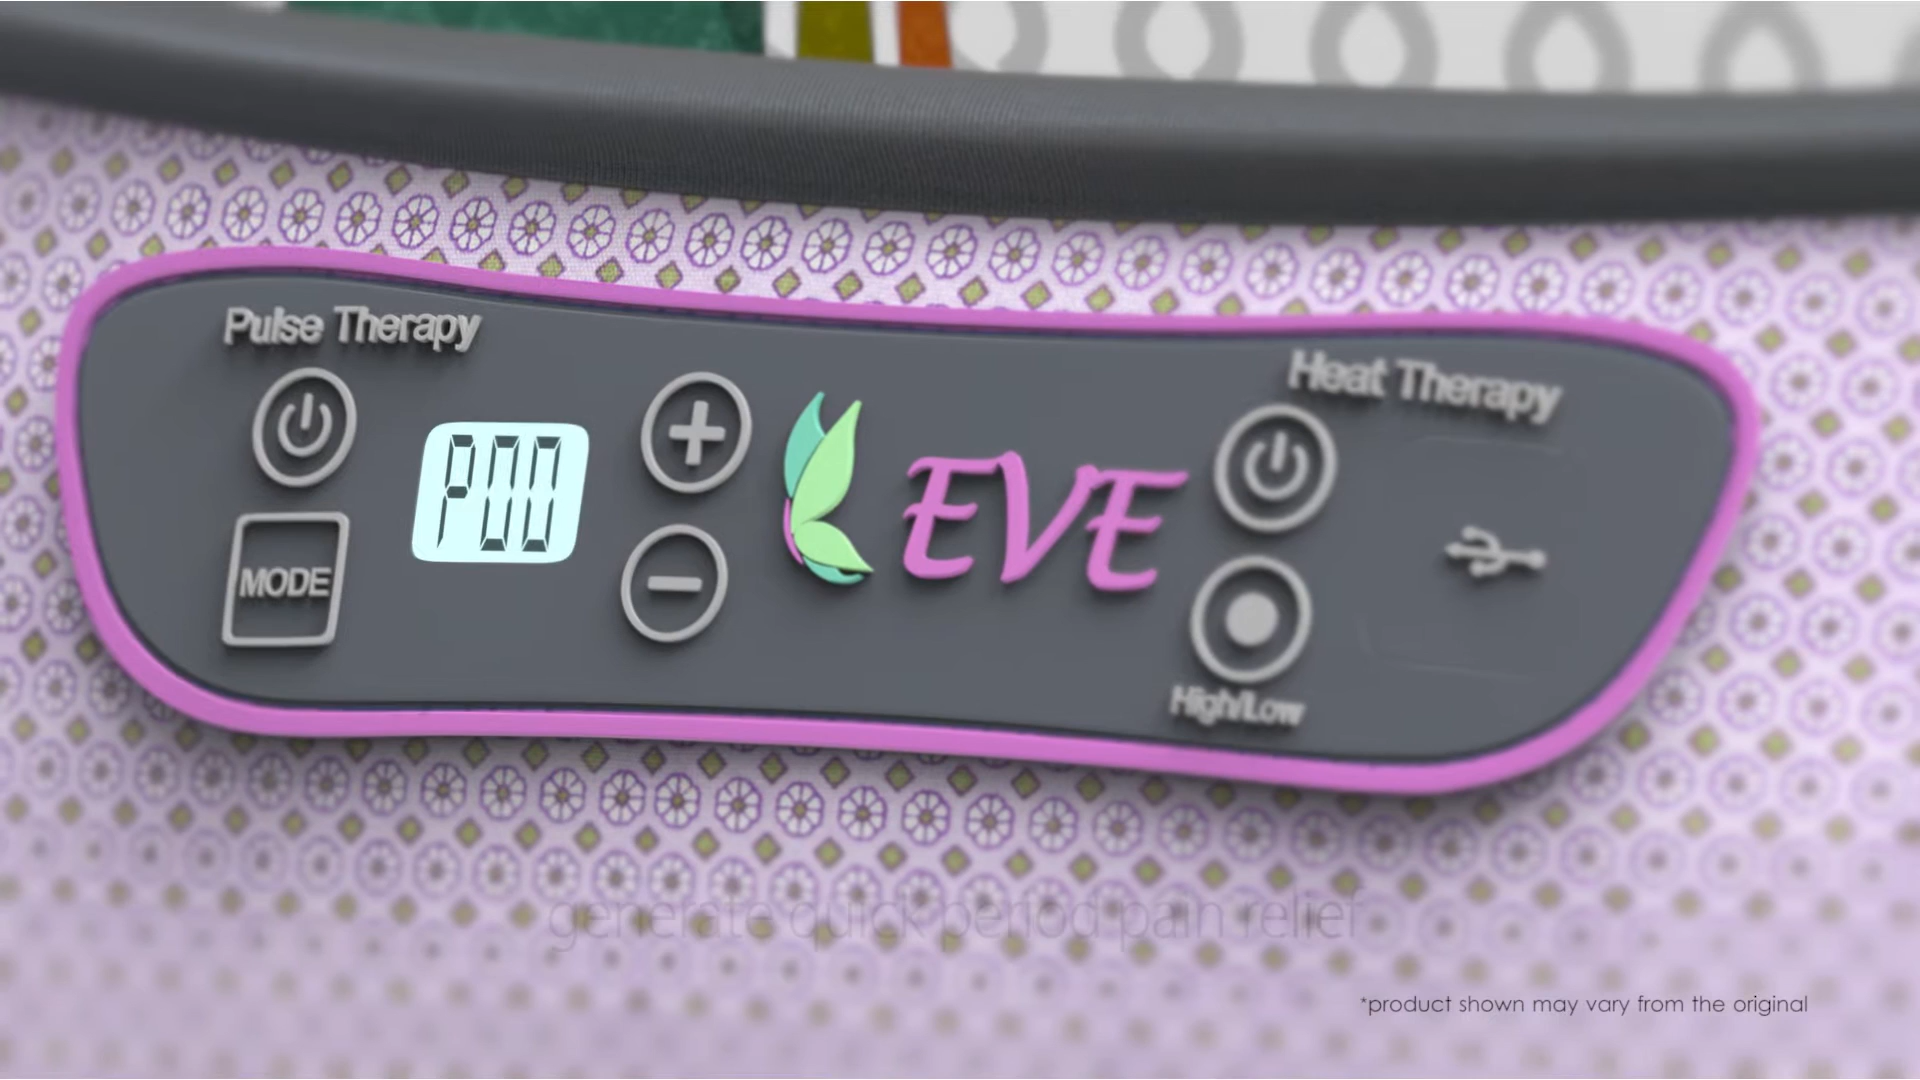 Pulse Therapy
MODE
P00
EVE
Heat Therapy
High/Low
generate quick period pain relief
*product shown may vary from the original